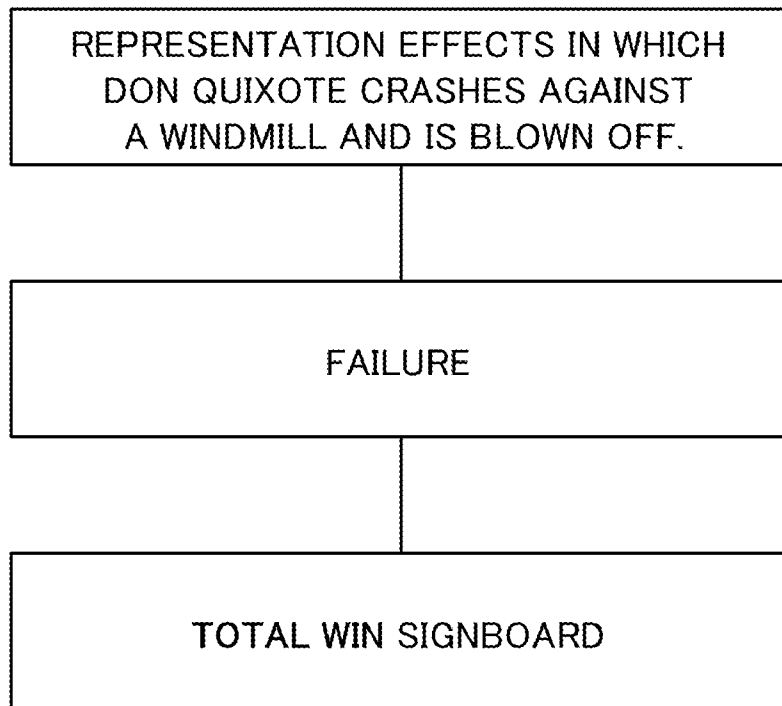 REPRESENTATION EFFECTS IN WHICH
DON QUIXOTE CRASHES AGAINST
A WINDMILL AND IS BLOWN OFF.
FAILURE
TOTAL WIN SIGNBOARD